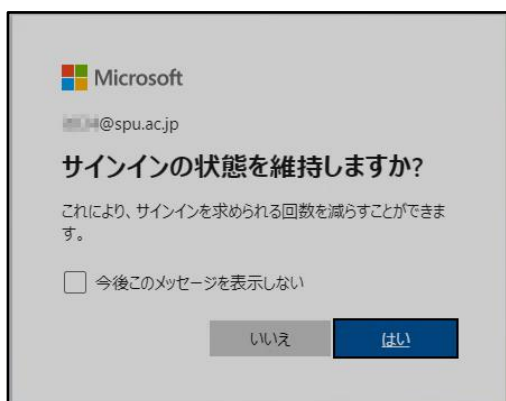 Microsoft
@spu.ac.jp
サインインの状態を維持しますか?
これにより、サインインを求められる回数を減らすことができま
す。
今後このメッセージを表示しない
いいえ
はい